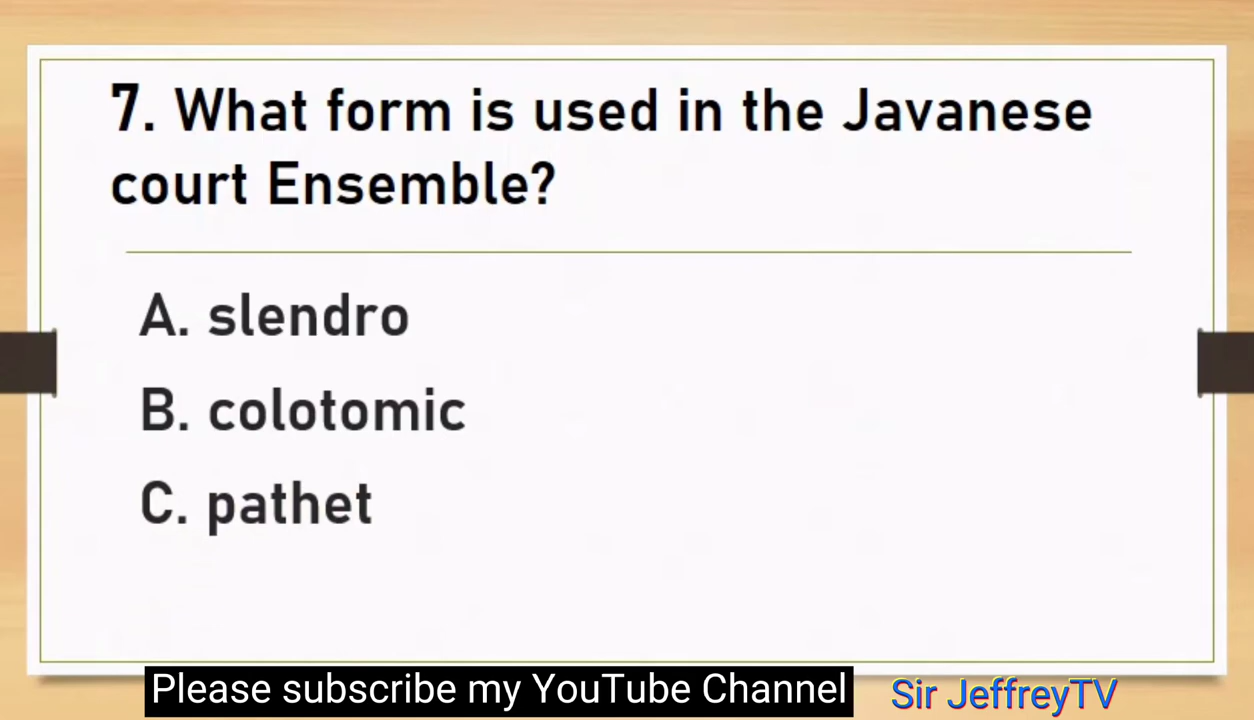 7. What form is used in the Javanese
court Ensemble?
A. slendro
B. colotomic
C. pathet
Please subscribe my YouTube Channel
Sir JeffreyTV